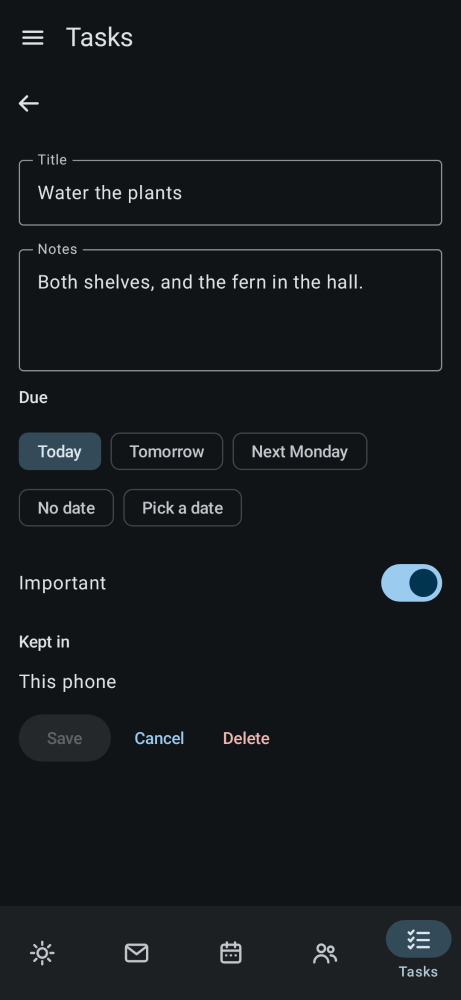 Tasks
Title
Water the plants
Notes
Both shelves, and the fern in the hall.
Due
Today
Tomorrow
Next Monday
No date
Pick a date
Important
Kept in
This phone
Save
Cancel
Delete
Tasks